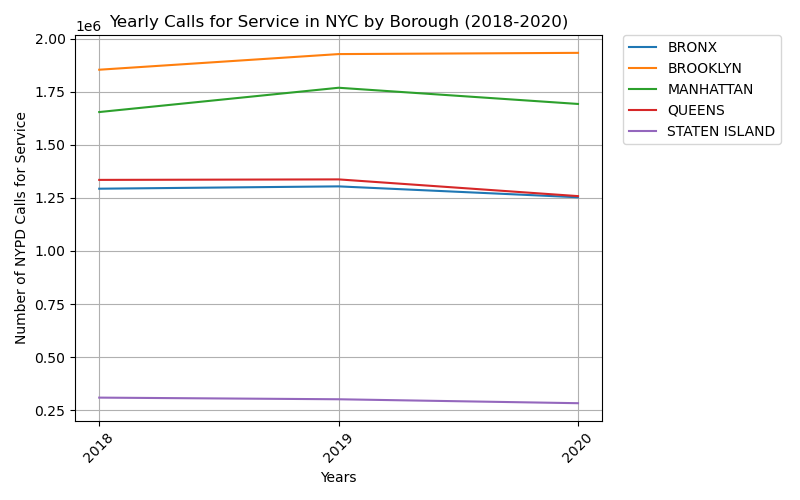 Yearly Calls for Service in NYC by Borough (2018-2020)
1e6
2.00
1.75
1.50
1.25
1.00
0.75
0.50
0.25
Number of NYPD Calls for Service
2018
2019
2020
Years
BRONX
BROOKLYN
MANHATTAN
QUEENS
STATEN ISLAND